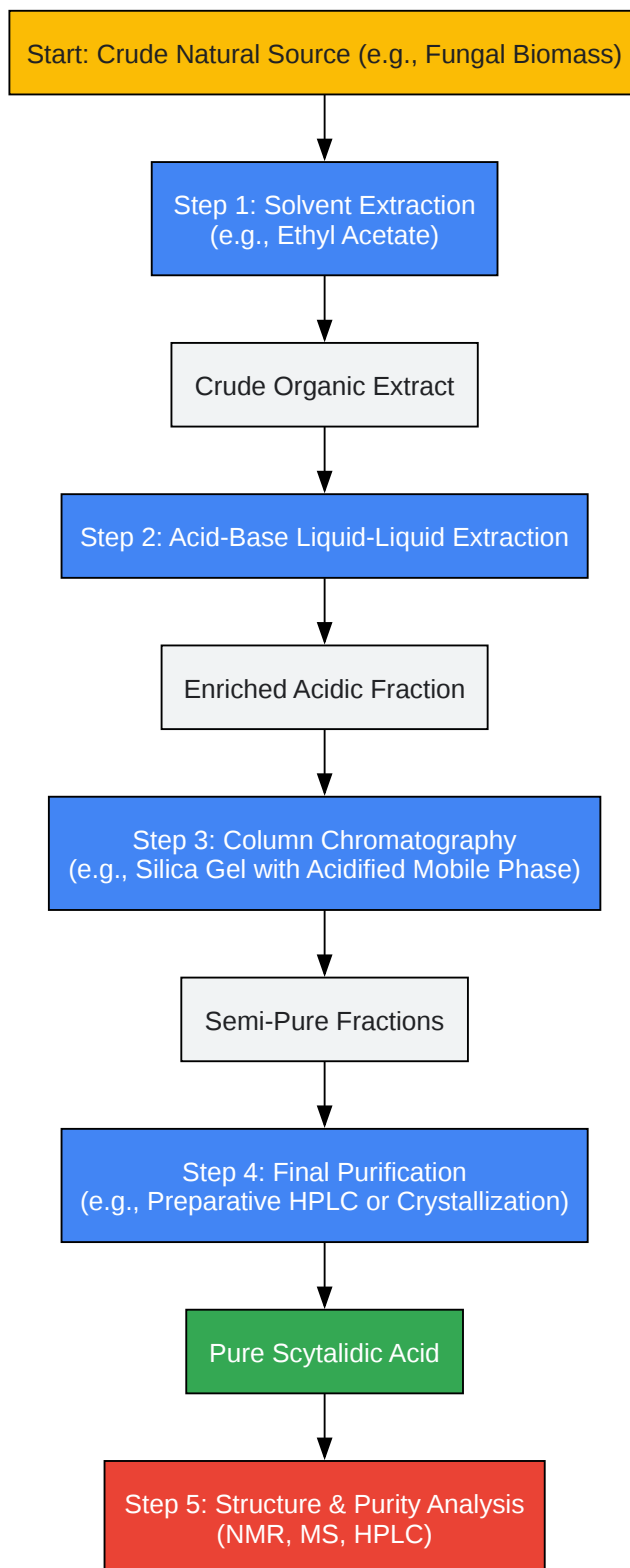 Start: Crude Natural Source (e.g., Fungal Biomass)
Step 1: Solvent Extraction
(e.g., Ethyl Acetate)
Crude Organic Extract
Step 2: Acid-Base Liquid-Liquid Extraction
Enriched Acidic Fraction
Step 3: Column Chromatography
(e.g., Silica Gel with Acidified Mobile Phase)
Semi-Pure Fractions
Step 4: Final Purification
(e.g., Preparative HPLC or Crystallization)
Pure Scytalidic Acid
Step 5: Structure & Purity Analysis
(NMR, MS, HPLC)